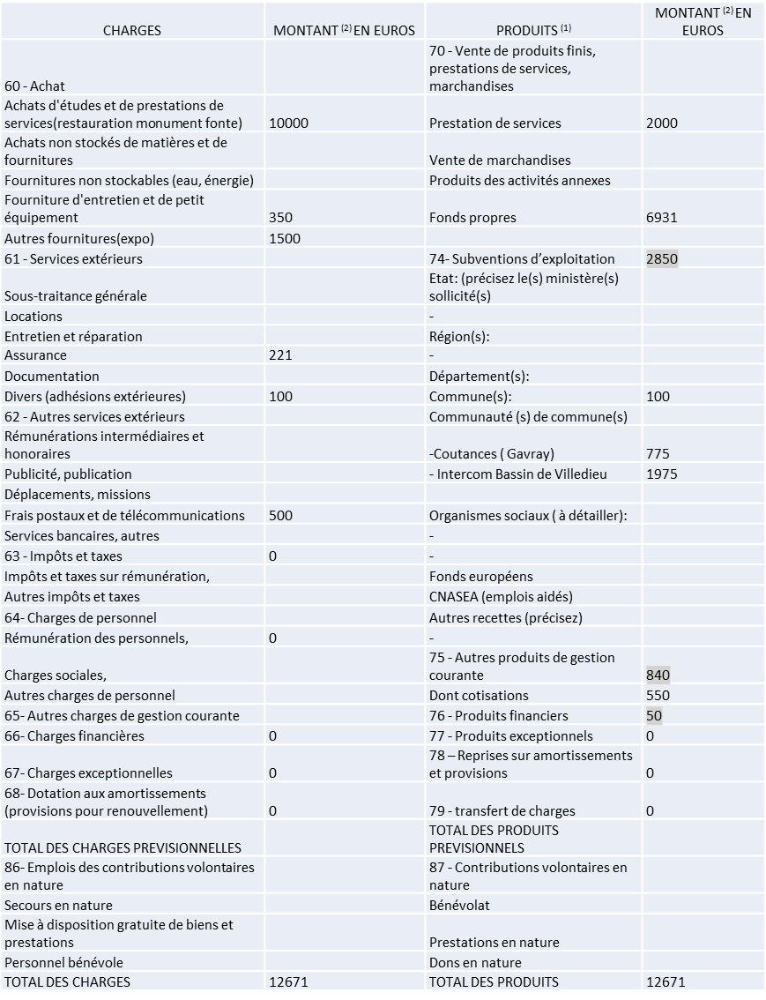 CHARGES MONTANT (2) EN EUROS PRODUITS (1) MONTANT (2) EN EUROS
60 - Achat 70 - Vente de produits finis, prestations de services, marchandises
Achats d'études et de prestations de services(restauration monument fonte) 10000 Prestation de services 2000
Achats non stockés de matières et de fournitures Vente de marchandises
Fournitures non stockables (eau, énergie) Produits des activités annexes
Fourniture d'entretien et de petit équipement 350 Fonds propres 6931
Autres fournitures(expo) 1500
61 - Services extérieurs 74- Subventions d’exploitation 2850
Sous-traitance générale Etat: (précisez le(s) ministère(s) sollicité(s)
Locations -
Entretien et réparation Région(s):
Assurance 221 -
Documentation Département(s):
Divers (adhésions extérieures) 100 Commune(s): 100
62 - Autres services extérieurs Communauté (s) de commune(s)
Rémunérations intermédiaires et honoraires -Coutances ( Gavray) 775
Publicité, publication - Intercom Bassin de Villedieu 1975
Déplacements, missions
Frais postaux et de télécommunications 500 Organismes sociaux ( à détailler):
Services bancaires, autres -
63 - Impôts et taxes 0 -
Impôts et taxes sur rémunération, Fonds européens
Autres impôts et taxes CNASEA (emplois aidés)
64- Charges de personnel Autres recettes (précisez)
Rémunération des personnels, 0 -
Charges sociales, 75 - Autres produits de gestion courante 840
Autres charges de personnel Dont cotisations 550
65- Autres charges de gestion courante 76 - Produits financiers 50
66- Charges financières 0 77 - Produits exceptionnels 0
67- Charges exceptionnelles 0 78 – Reprises sur amortissements et provisions 0
68- Dotation aux amortissements (provisions pour renouvellement) 0 79 - transfert de charges 0
TOTAL DES CHARGES PREVISIONNELLES TOTAL DES PRODUITS PREVISIONNELS
86- Emplois des contributions volontaires en nature 87 - Contributions volontaires en nature
Secours en nature Bénévolat
Mise à disposition gratuite de biens et prestations Prestations en nature
Personnel bénévole Dons en nature
TOTAL DES CHARGES 12671 TOTAL DES PRODUITS 12671